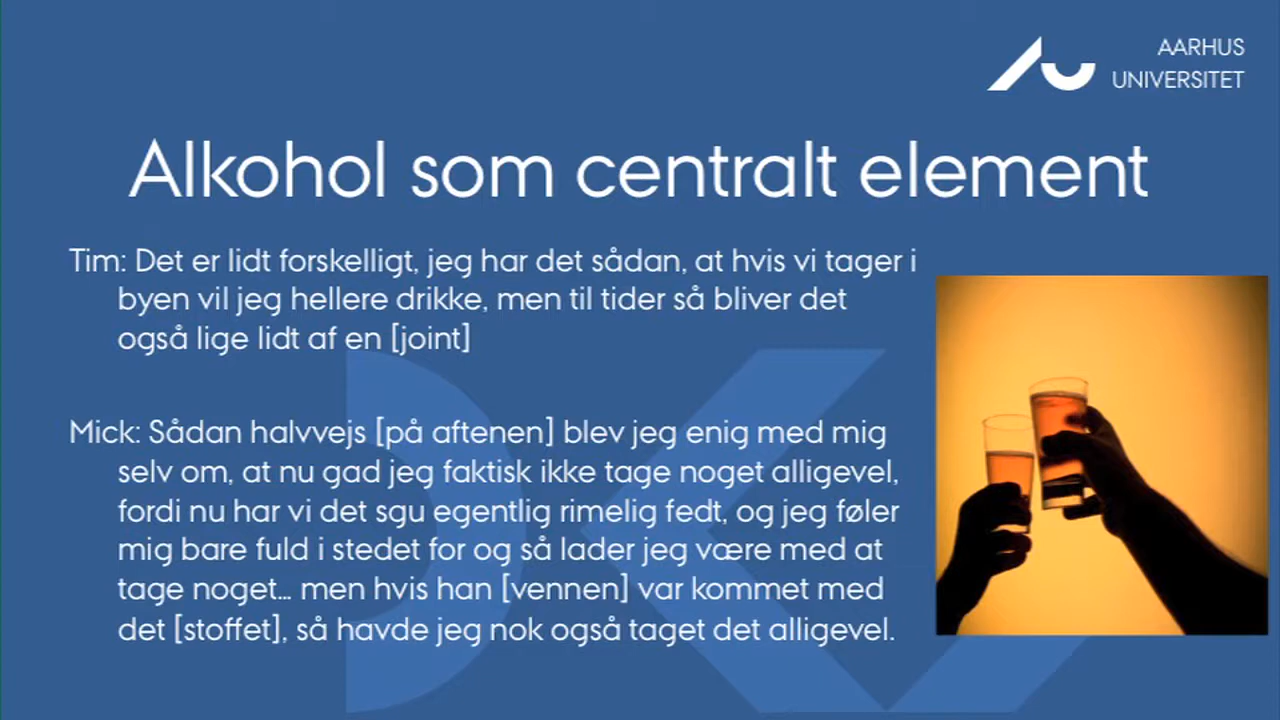 AARHUS
UNIVERSITET
Alkohol som centralt element
Tim: Det er lidt forskelligt, jeg har det sådan, at hvis vi tager i
byen vil jeg hellere drikke, men til tider så bliver det
også lige lidt af en [joint]
Mick: Sådan halvvejs [på aftenen] blev jeg enig med mig
selv om, at nu gad jeg faktisk ikke tage noget alligevel,
fordi nu har vi det sgu egentlig rimelig fedt, og jeg føler
mig bare fuld i stedet for og så lader jeg være med at
tage noget... men hvis han [vennen] var kommet med
det [stoffet], så havde jeg nok også taget det alligevel.